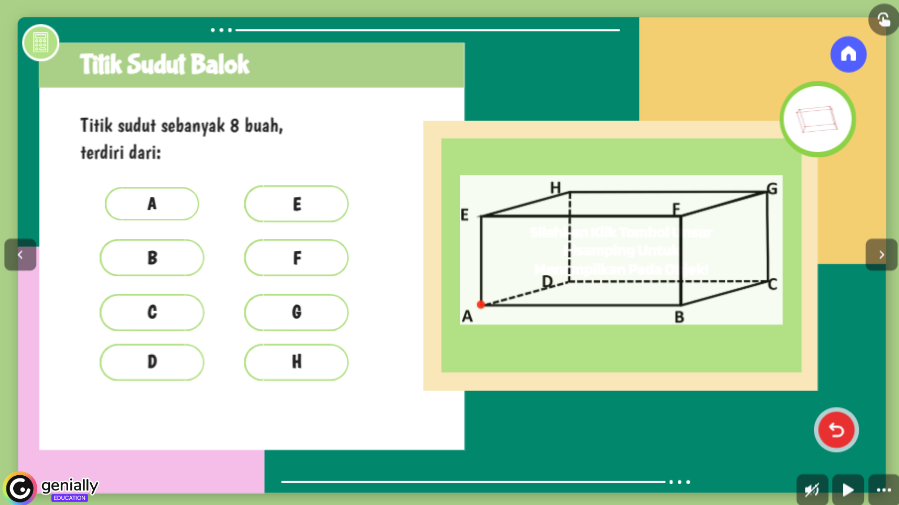 Titik Sudut Balok
Titik sudut sebanyak 8 buah,
terdiri dari:
A
E
B
F
C
G
D
H
H
G
E
F
D
C
A
B
genially
EDUCATION